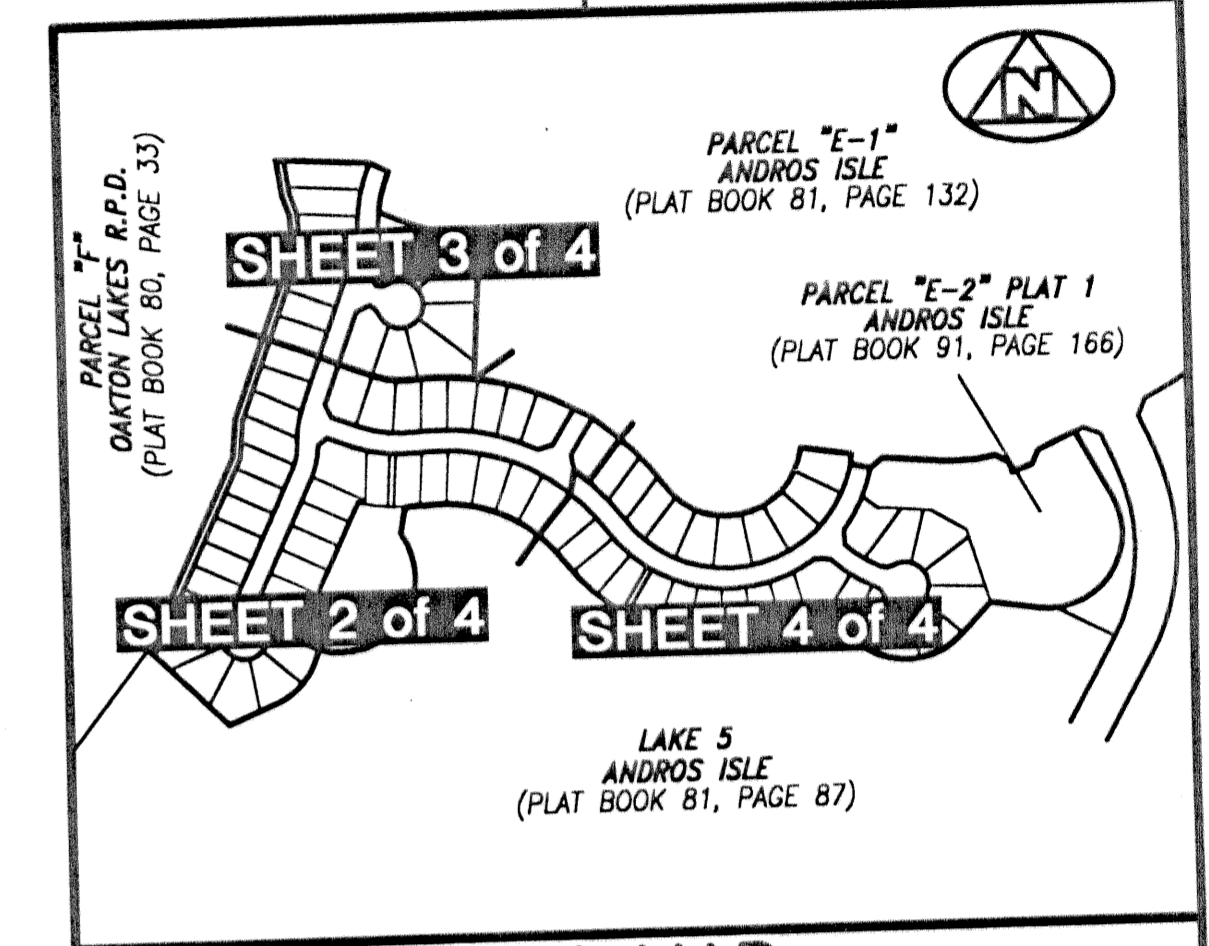 N
PARCEL "E-1"
ANDROS ISLE
(PLAT BOOK 81, PAGE 132)
PARCEL "F"
OAKTON LAKES R.P.D.
(PLAT BOOK 80, PAGE 33)
SHEET 3 of 4
PARCEL "E-2" PLAT 1
ANDROS ISLE
(PLAT BOOK 91, PAGE 166)
SHEET 2 of 4
SHEET 4 of 4
LAKE 5
ANDROS ISLE
(PLAT BOOK 81, PAGE 87)